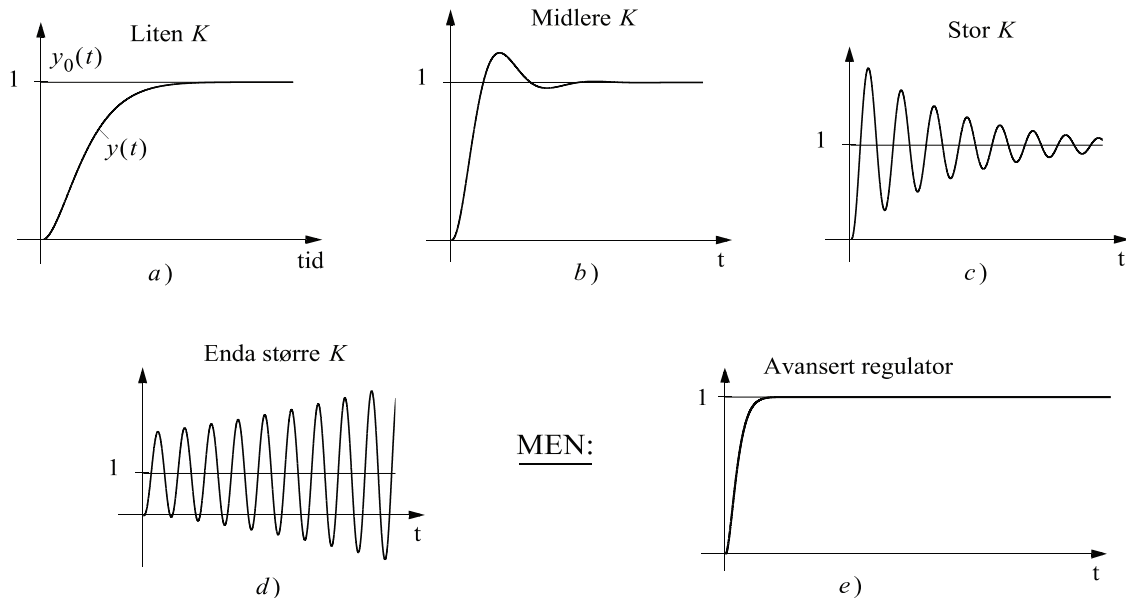 Liten K
y₀(t)
1
y(t)
tid
a)
Midlere K
1
t
b)
Stor K
1
t
c)
Enda større K
1
t
d)
MEN:
Avansert regulator
1
t
e)